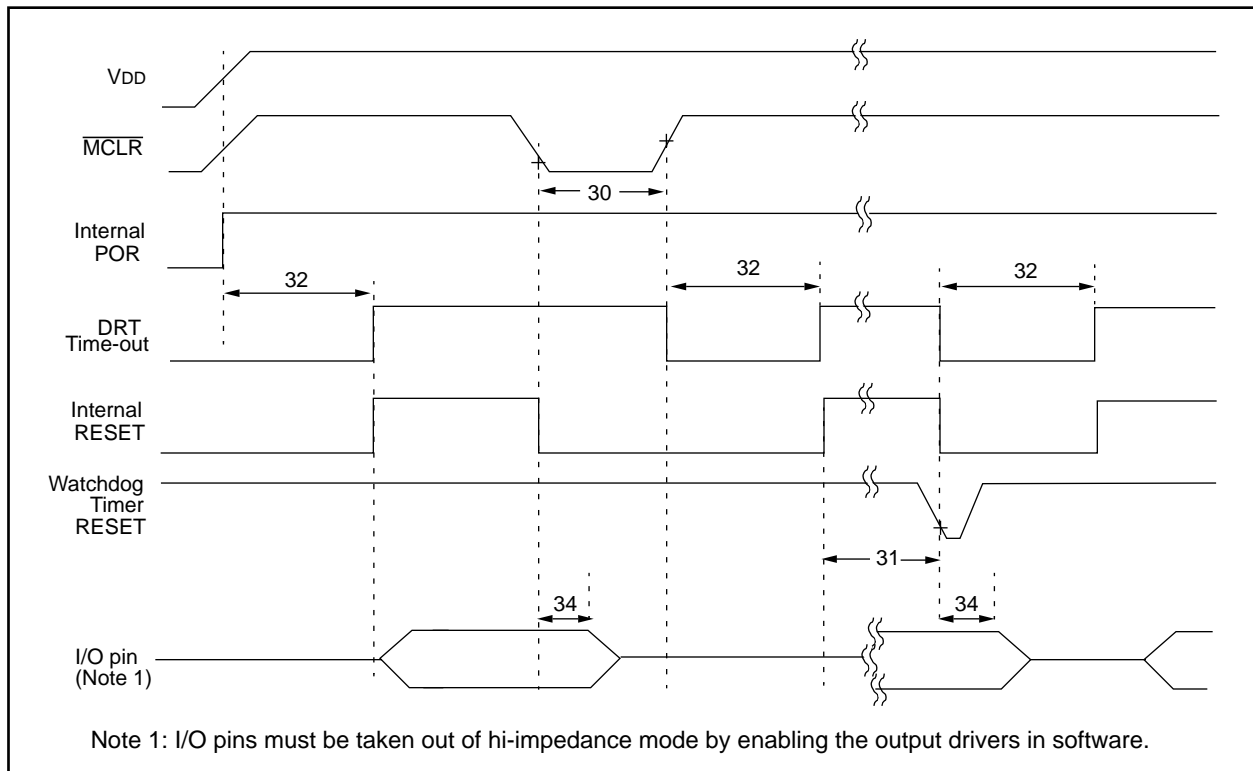 VDD
MCLR
30
Internal
POR
32
32
32
DRT
Time-out
Internal
RESET
Watchdog
Timer
RESET
31
34
34
I/O pin
(Note 1)
Note 1: I/O pins must be taken out of hi-impedance mode by enabling the output drivers in software.